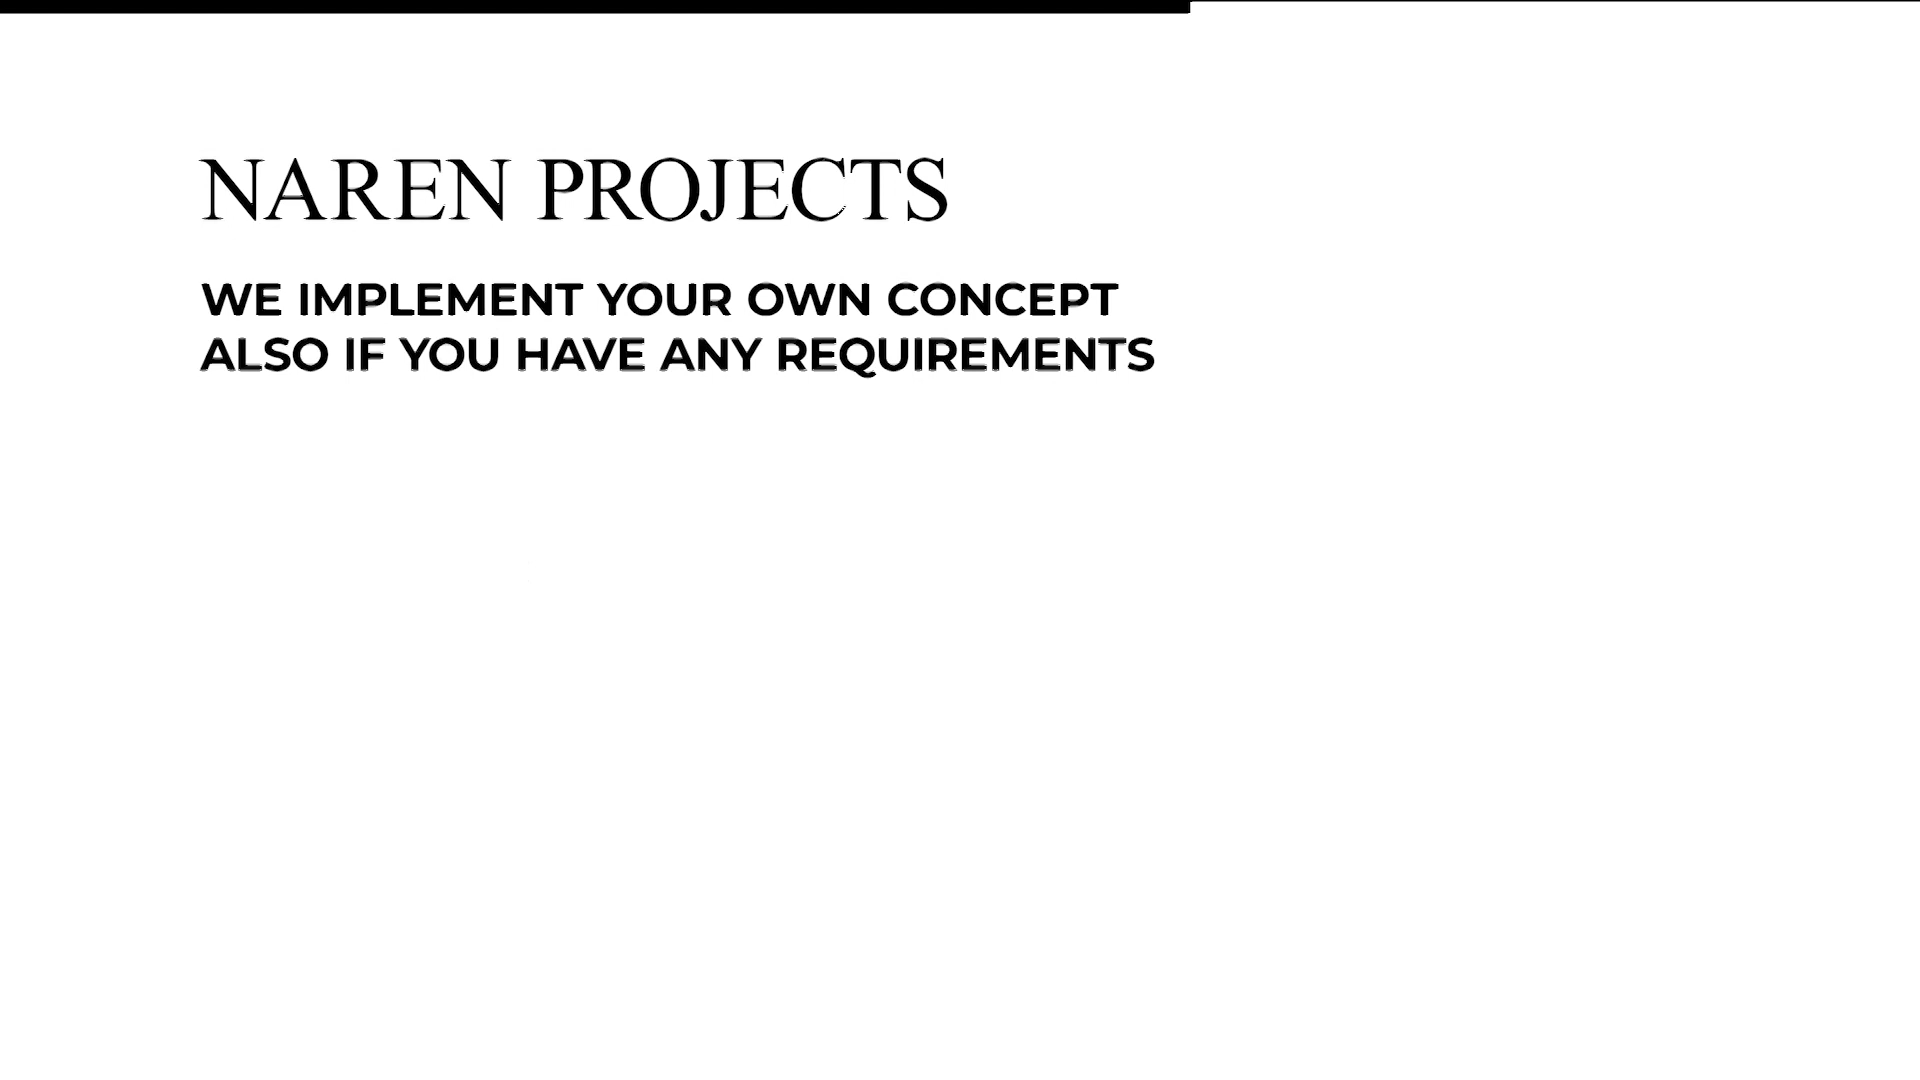 NAREN PROJECTS
WE IMPLEMENT YOUR OWN CONCEPT
ALSO IF YOU HAVE ANY REQUIREMENTS